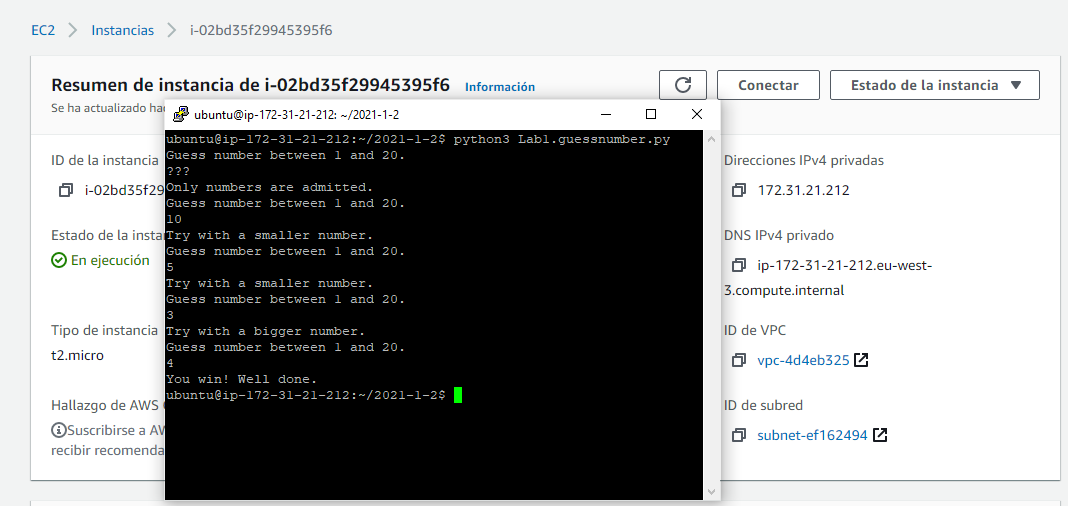 EC2 > Instancias > i-02bd35f29945395f6
Resumen de instancia de i-02bd35f29945395f6 Información
Conectar
Estado de la instancia
Se ha actualizado hac
ID de la instancia
i-02bd35f29
Estado de la instan
En ejecución
Tipo de instancia
t2.micro
Hallazgo de AWS
Suscribirse a AW
recibir recomenda
ubuntu@ip-172-31-21-212: ~/2021-1-2
ubuntu@ip-172-31-21-212:~/2021-1-2$ python3 Lab1.guessnumber.py
Guess number between 1 and 20.
???
Only numbers are admitted.
Guess number between 1 and 20.
10
Try with a smaller number.
Guess number between 1 and 20.
5
Try with a smaller number.
Guess number between 1 and 20.
3
Try with a bigger number.
Guess number between 1 and 20.
4
You win! Well done.
ubuntu@ip-172-31-21-212:~/2021-1-2$
Direcciones IPv4 privadas
172.31.21.212
DNS IPv4 privado
ip-172-31-21-212.eu-west-
3.compute.internal
ID de VPC
vpc-4d4eb325
ID de subred
subnet-ef162494